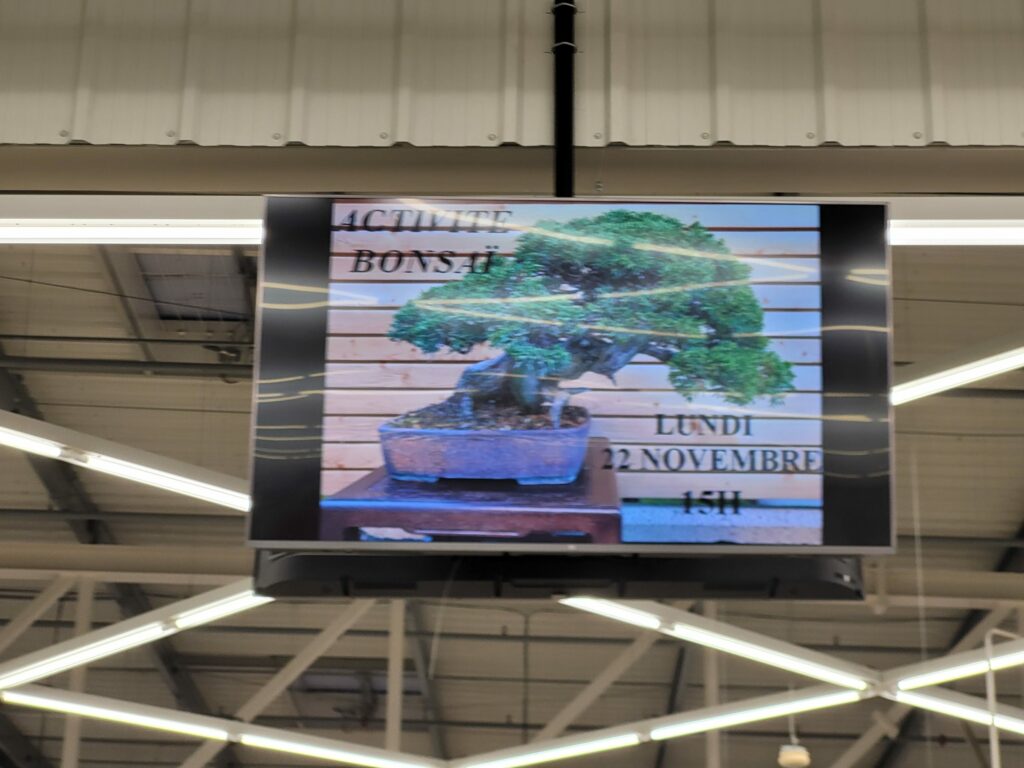 ACTIVITE
BONSAÏ
LUNDI
22 NOVEMBRE
15H